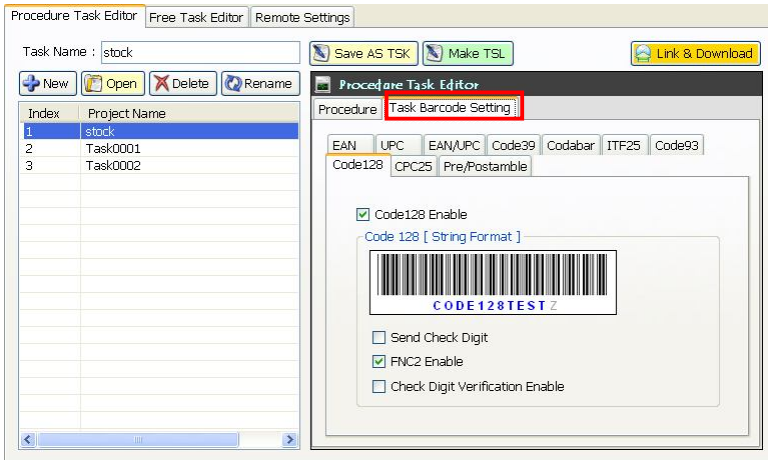 Procedure Task Editor Free Task Editor Remote Settings
Task Name : stock
Save AS TSK Make TSL Link & Download
New Open Delete Rename
Procedure Task Editor
Procedure Task Barcode Setting
Index Project Name
1 stock
2 Task0001
3 Task0002
EAN UPC EAN/UPC Code39 Codabar ITF25 Code93
Code128 CPC25 Pre/Postamble
Code128 Enable
Code 128 [ String Format ]
CODE128TESTZ
Send Check Digit
FNC2 Enable
Check Digit Verification Enable